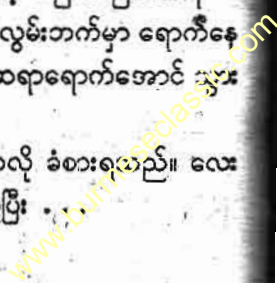 လွမ်းဘက်မှာ ရောက်နေ
ဆရာရောက်အောင် သွား
လို ခံစားရသည်။ လေး
ပြီး ...
www.burmeseclassic.com